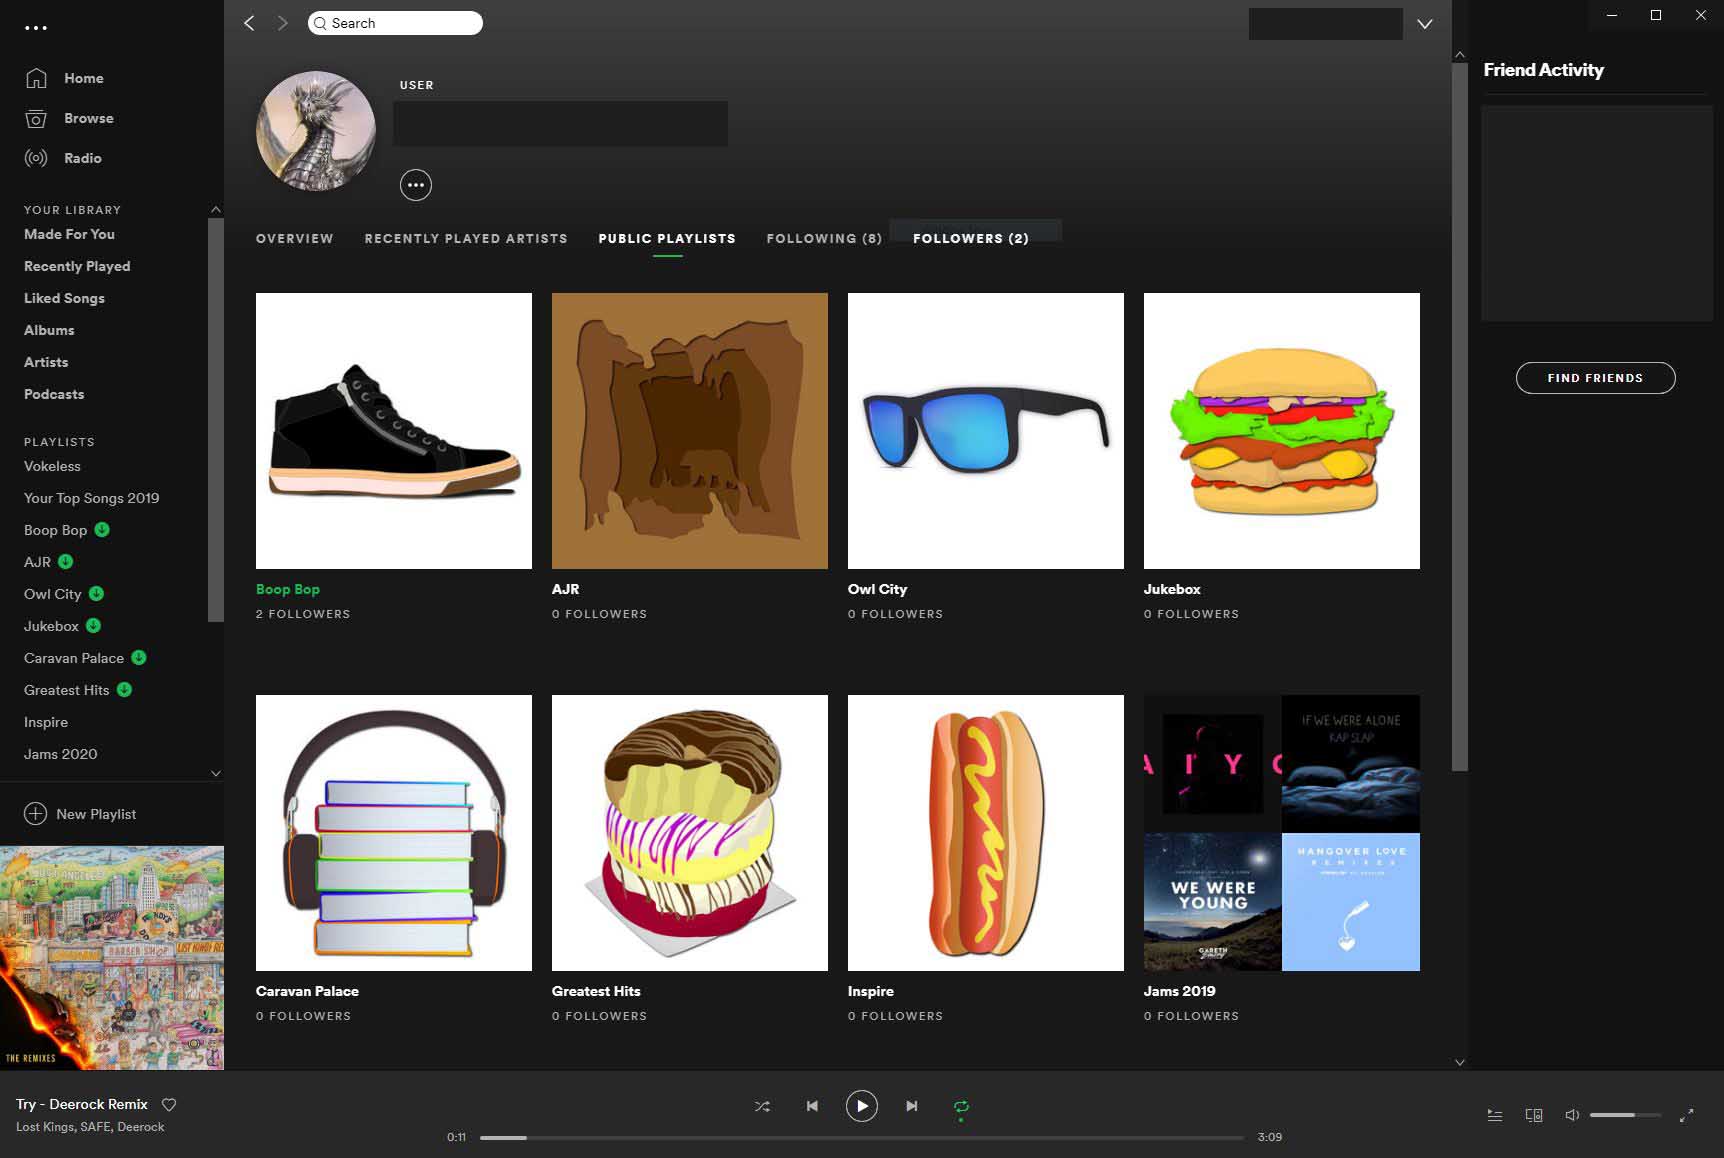 Search
Home
Browse
Radio
YOUR LIBRARY
Made For You
Recently Played
Liked Songs
Albums
Artists
Podcasts
PLAYLISTS
Vokeless
Your Top Songs 2019
Boop Bop
AJR
Owl City
Jukebox
Caravan Palace
Greatest Hits
Inspire
Jams 2020
New Playlist
THE REMIXES
USER
OVERVIEW RECENTLY PLAYED ARTISTS PUBLIC PLAYLISTS FOLLOWING (8) FOLLOWERS (2)
Boop Bop
2 FOLLOWERS
AJR
0 FOLLOWERS
Owl City
0 FOLLOWERS
Jukebox
0 FOLLOWERS
IF WE WERE ALONE
KAP SLAP
WE WERE
YOUNG
GARETH
EMERY
HANGOVER LOVE
REMIXES
Caravan Palace
0 FOLLOWERS
Greatest Hits
0 FOLLOWERS
Inspire
0 FOLLOWERS
Jams 2019
0 FOLLOWERS
Friend Activity
FIND FRIENDS
BARBER SHOP
Try - Deerock Remix
Lost Kings, SAFE, Deerock
0:11
3:09